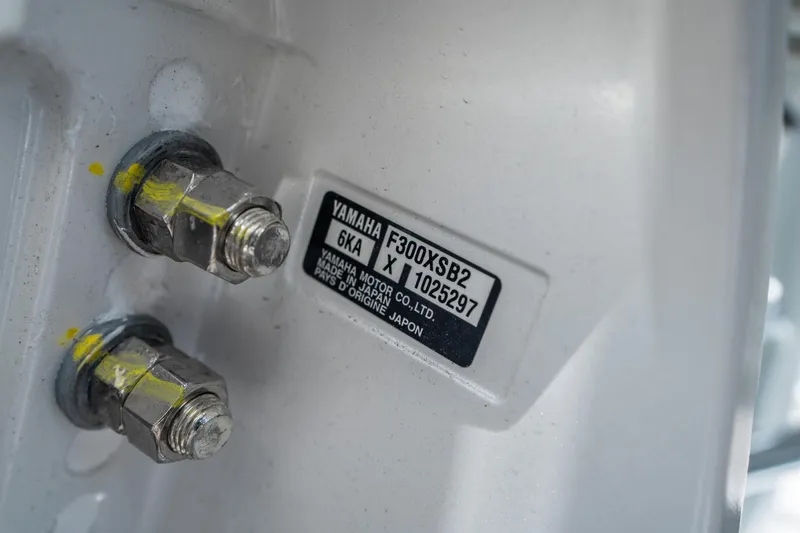 YAMAHA F300XSB2
6KA X 1025297
YAMAHA MOTOR CO.,LTD.
MADE IN JAPAN
PAYS D'ORIGINE JAPON